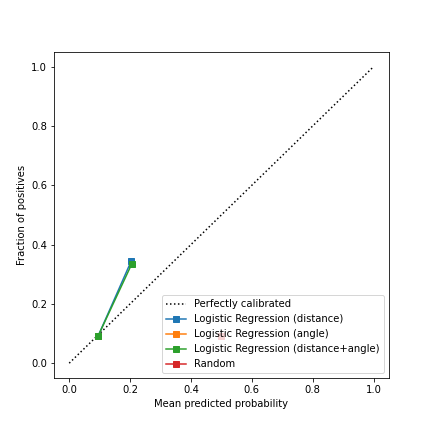 1.0
0.8
0.6
0.4
0.2
0.0
Fraction of positives
Perfectly calibrated
Logistic Regression (distance)
Logistic Regression (angle)
Logistic Regression (distance+angle)
Random
0.0 0.2 0.4 0.6 0.8 1.0
Mean predicted probability